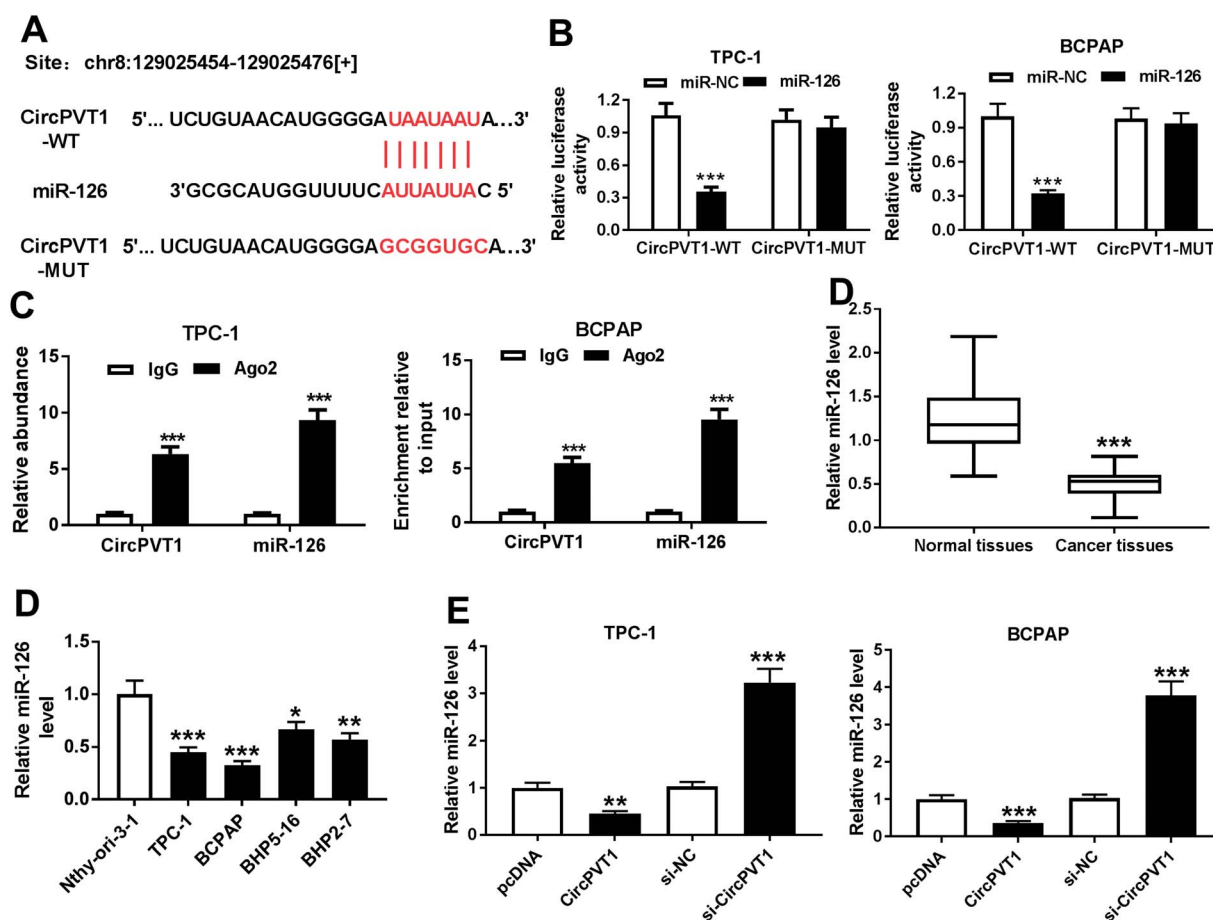 A
Site: chr8:129025454-129025476[+]
CircPVT1
-WT
5'... UCUGUAACAUGGGGAUAAUAAUA...3'
miR-126
3'GCGCAUGGUUUUCAUUAUUAC 5'
CircPVT1
-MUT
5'... UCUGUAACAUGGGGAGCGGUGCA...3'
B
TPC-1
miR-NC
miR-126
Relative luciferase
activity
1.2
0.9
0.6
0.3
0.0
***
CircPVT1-WT
CircPVT1-MUT
BCPAP
miR-NC
miR-126
Relative luciferase
activity
1.2
0.9
0.6
0.3
0.0
***
CircPVT1-WT
CircPVT1-MUT
C
TPC-1
IgG
Ago2
Relative abundance
15
10
5
0
***
***
CircPVT1
miR-126
BCPAP
IgG
Ago2
Enrichment relative
to input
15
10
5
0
***
***
CircPVT1
miR-126
D
Relative miR-126 level
2.5
2.0
1.5
1.0
0.5
0.0
***
Normal tissues
Cancer tissues
D
Relative miR-126
level
1.5
1.0
0.5
0.0
***
***
*
**
Nthy-ori-3-1
TPC-1
BCPAP
BHP5-16
BHP2-7
E
TPC-1
Relative miR-126 level
4
3
2
1
0
**
***
pcDNA
CircPVT1
si-NC
si-CircPVT1
BCPAP
Relative miR-126 level
5
4
3
2
1
0
***
***
pcDNA
CircPVT1
si-NC
si-CircPVT1